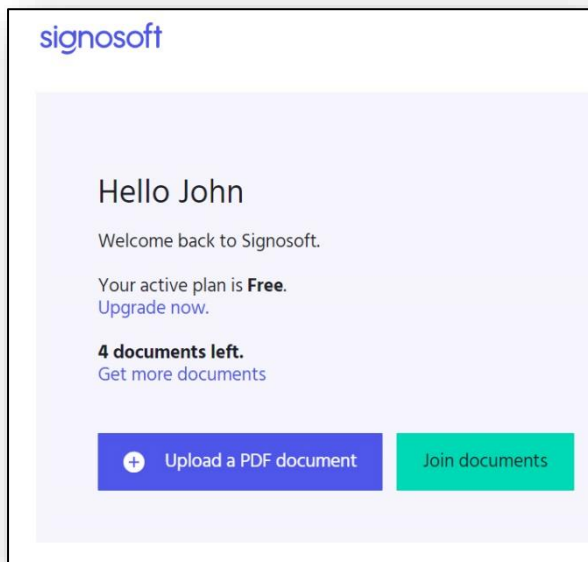 signosoft
Hello John
Welcome back to Signosoft.
Your active plan is Free.
Upgrade now.
4 documents left.
Get more documents
Upload a PDF document
Join documents